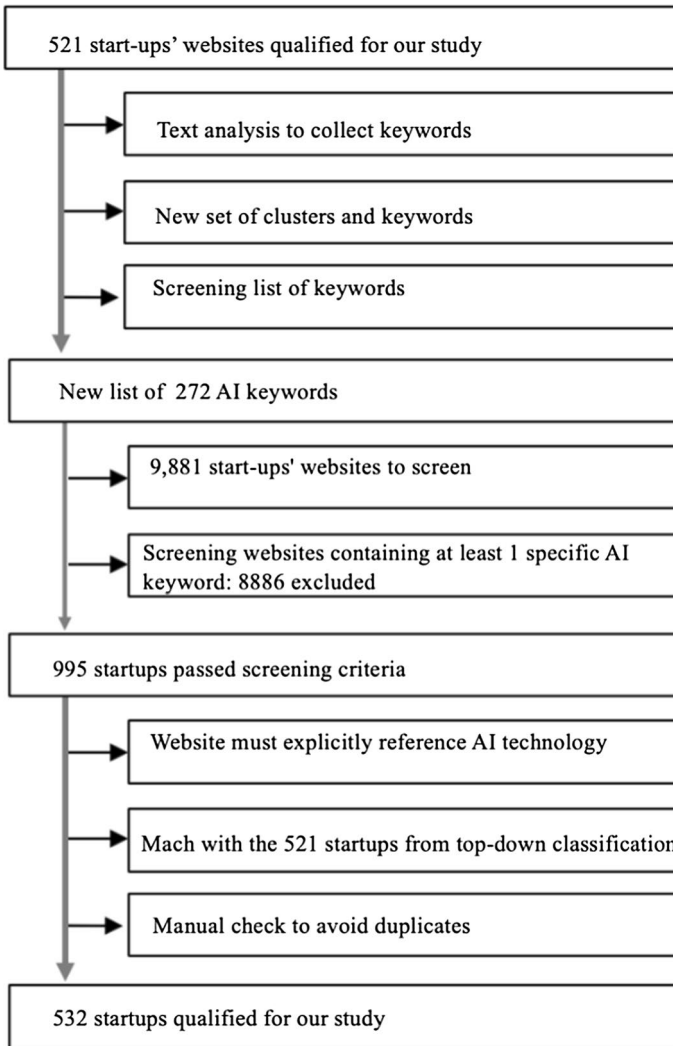 521 start-ups’ websites qualified for our study
Text analysis to collect keywords
New set of clusters and keywords
Screening list of keywords
New list of 272 AI keywords
9,881 start-ups' websites to screen
Screening websites containing at least 1 specific AI
keyword: 8886 excluded
995 startups passed screening criteria
Website must explicitly reference AI technology
Mach with the 521 startups from top-down classification
Manual check to avoid duplicates
532 startups qualified for our study